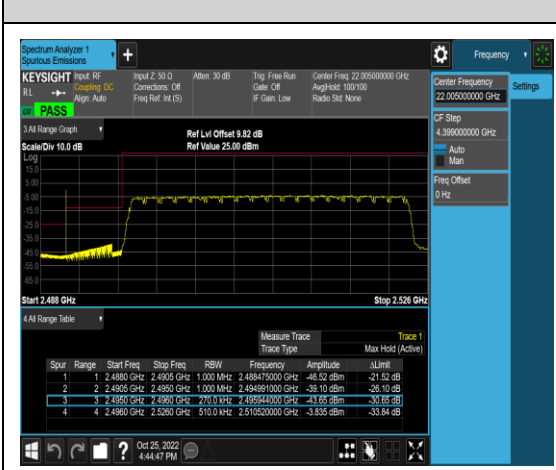 Spectrum Analyzer 1
Spurious Emissions
Frequency
KEYSIGHT Input: RF Input Z: 50 Ω Atten: 30 dB Trig: Free Run Center Freq: 22.005000000 GHz
RL Coupling: DC Corrections: Off Gate: Off Avg|Hold: 100/100
Align: Auto Freq Ref: Int (S) IF Gain: Low Radio Std: None
PASS
Center Frequency
22.005000000 GHz
Settings
CF Step
4.399000000 GHz
Auto
Man
Freq Offset
0 Hz
3 All Range Graph
Ref Lvl Offset 9.82 dB
Scale/Div 10.0 dB Ref Value 25.00 dBm
Log
15.0
5.00
-5.00
-15.0
-25.0
-35.0
-45.0
-55.0
-65.0
Start 2.488 GHz Stop 2.526 GHz
4 All Range Table
Measure Trace Trace 1
Trace Type Max Hold (Active)
Spur Range Start Freq Stop Freq RBW Frequency Amplitude ΔLimit
1 1 2.4880 GHz 2.4905 GHz 1.000 MHz 2.488475000 GHz -46.52 dBm -21.52 dB
2 2 2.4905 GHz 2.4950 GHz 1.000 MHz 2.494991000 GHz -39.10 dBm -26.10 dB
3 3 2.4950 GHz 2.4960 GHz 270.0 kHz 2.495944000 GHz -43.65 dBm -30.65 dB
4 4 2.4960 GHz 2.5260 GHz 510.0 kHz 2.510520000 GHz -3.835 dBm -33.84 dB
Oct 25, 2022
4:44:47 PM